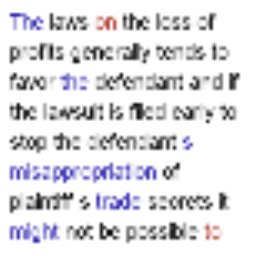 The laws on the loss of
profits generally tends to
favor the defendant and if
the lawsuit is filed early to
stop the defendant s
misappropriation of
plaintiff s trade secrets it
might not be possible to